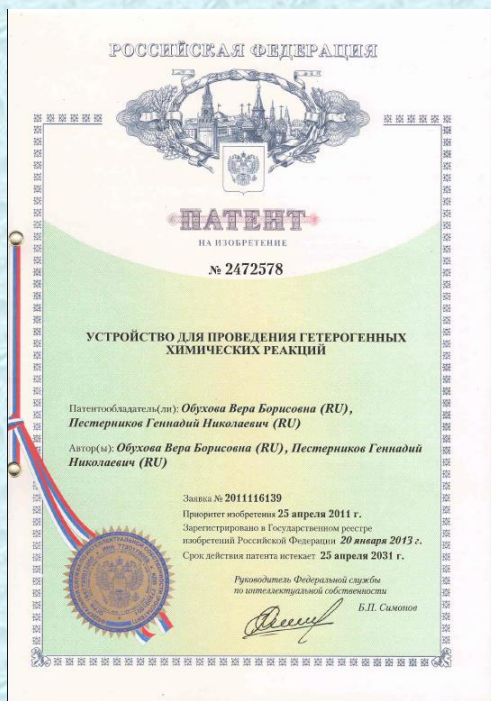 РОССИЙСКАЯ ФЕДЕРАЦИЯ
ПАТЕНТ
НА ИЗОБРЕТЕНИЕ
№ 2472578
УСТРОЙСТВО ДЛЯ ПРОВЕДЕНИЯ ГЕТЕРОГЕННЫХ
ХИМИЧЕСКИХ РЕАКЦИЙ
Патентообладатель(ли): Обухова Вера Борисовна (RU),
Пестерников Геннадий Николаевич (RU)
Автор(ы): Обухова Вера Борисовна (RU), Пестерников Геннадий
Николаевич (RU)
Заявка № 2011116139
Приоритет изобретения 25 апреля 2011 г.
Зарегистрировано в Государственном реестре
изобретений Российской Федерации 20 января 2013 г.
Срок действия патента истекает 25 апреля 2031 г.
Руководитель Федеральной службы
по интеллектуальной собственности
Б.П. Симонов